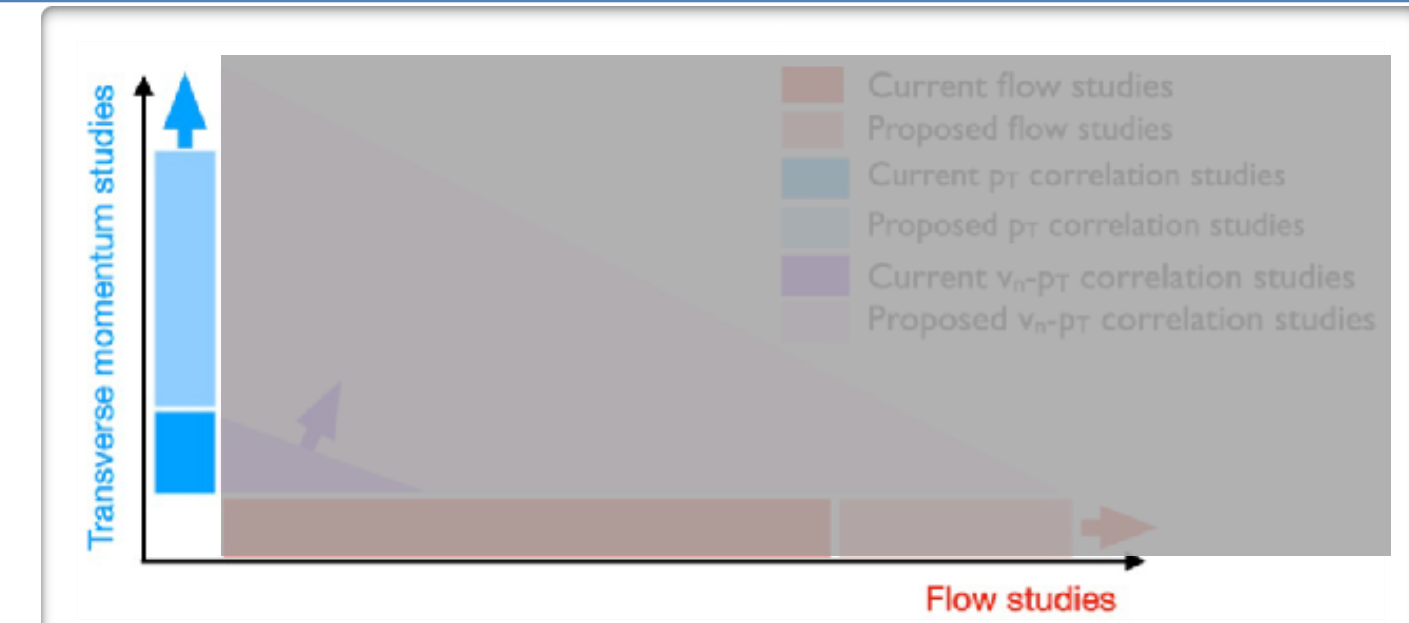 Transverse momentum studies
Current flow studies
Proposed flow studies
Current pT correlation studies
Proposed pT correlation studies
Current vn-pT correlation studies
Proposed vn-pT correlation studies
Flow studies